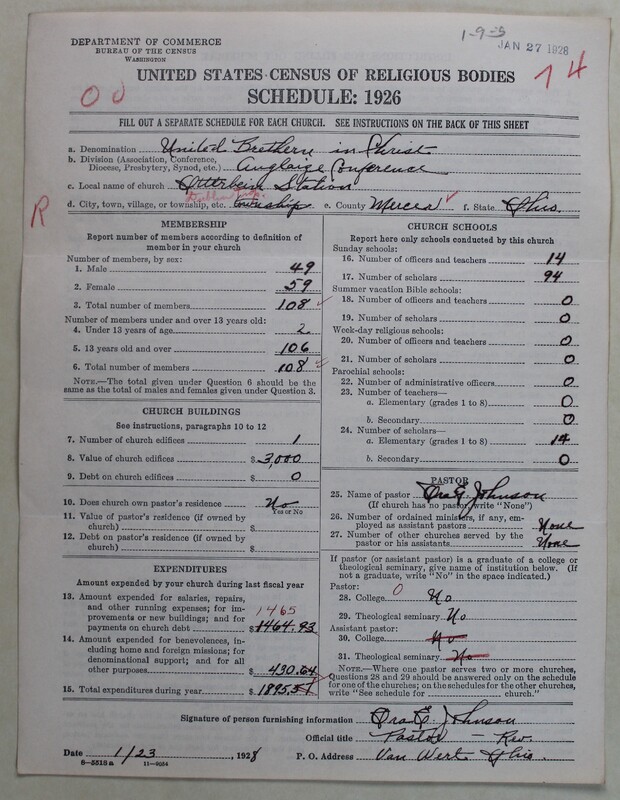 1-9-5
JAN 27 1928
DEPARTMENT OF COMMERCE
BUREAU OF THE CENSUS
WASHINGTON
UNITED STATES CENSUS OF RELIGIOUS BODIES
SCHEDULE: 1926
00
74
FILL OUT A SEPARATE SCHEDULE FOR EACH CHURCH. SEE INSTRUCTIONS ON THE BACK OF THIS SHEET
a. Denomination United Brethern in Christ
b. Division (Association, Conference, Diocese, Presbytery, Synod, etc.) Auglaize Conference
c. Local name of church Otterbein Station
d. City, town, village, or township, etc. township e. County Mercer f. State Ohio
R
MEMBERSHIP
Report number of members according to definition of
member in your church
Number of members, by sex:
1. Male 49
2. Female 59
3. Total number of members 108
Number of members under and over 13 years old:
4. Under 13 years of age 2
5. 13 years old and over 106
6. Total number of members 108
NOTE.—The total given under Question 6 should be
same as the total of males and females given under Question 3.
CHURCH BUILDINGS
See instructions, paragraphs 10 to 12
7. Number of church edifices 1
8. Value of church edifices $ 3,000
9. Debt on church edifices $ 0
10. Does church own pastor's residence No
Yes or No
11. Value of pastor's residence (if owned by
church) $
12. Debt on pastor's residence (if owned by
church) $
EXPENDITURES
Amount expended by your church during last fiscal year
13. Amount expended for salaries, repairs,
and other running expenses; for im-
provements or new buildings; and for 1465
payments on church debt $ 1464.93
14. Amount expended for benevolences, in-
cluding home and foreign missions; for
denominational support; and for all
other purposes $ 430.64
15. Total expenditures during year $ 1895.57
CHURCH SCHOOLS
Report here only schools conducted by this church
Sunday schools:
16. Number of officers and teachers 14
17. Number of scholars 94
Summer vacation Bible schools:
18. Number of officers and teachers 0
19. Number of scholars 0
Week-day religious schools:
20. Number of officers and teachers 0
21. Number of scholars 0
Parochial schools:
22. Number of administrative officers 0
23. Number of teachers—
a. Elementary (grades 1 to 8) 0
b. Secondary 0
24. Number of scholars—
a. Elementary (grades 1 to 8) 14
b. Secondary 0
PASTOR
25. Name of pastor Ora E. Johnson
(If church has no pastor, write "None")
26. Number of ordained ministers, if any, em-
ployed as assistant pastors None
27. Number of other churches served by the
pastor or his assistants None
If pastor (or assistant pastor) is a graduate of a college or
theological seminary, give name of institution below. (If
not a graduate, write "No" in the space indicated.)
Pastor:
28. College 0 No
29. Theological seminary No
Assistant pastor:
30. College No
31. Theological seminary No
NOTE.—Where one pastor serves two or more churches,
Questions 28 and 29 should be answered only on the schedule
for one of the churches; on the schedules for the other churches,
write "See schedule for church."
Signature of person furnishing information Ora E. Johnson
Official title Pastor — Rev.
Date 1/23, 1928 P. O. Address Van Wert Ohio.
8-5518a 11-9054